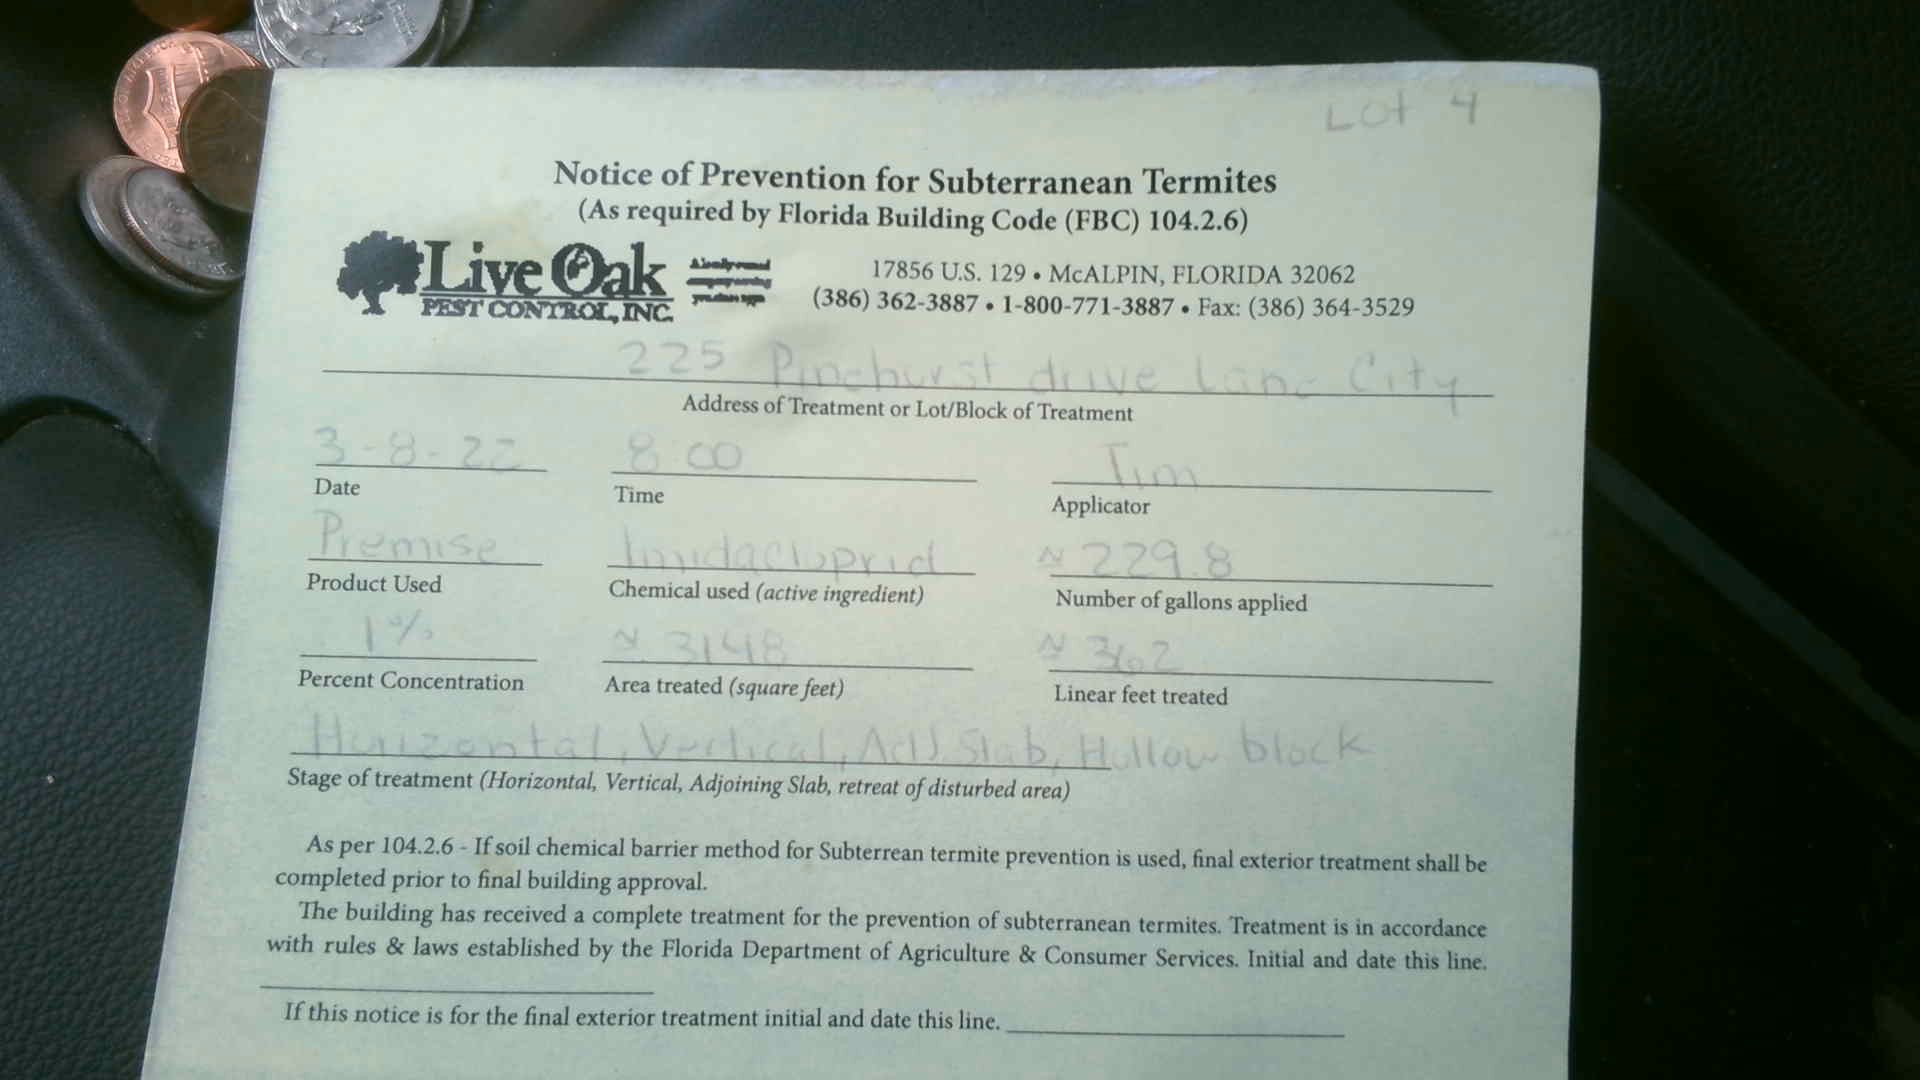 Lot 4
Notice of Prevention for Subterranean Termites
(As required by Florida Building Code (FBC) 104.2.6)
Live Oak
PEST CONTROL, INC.
17856 U.S. 129 • McALPIN, FLORIDA 32062
(386) 362-3887 • 1-800-771-3887 • Fax: (386) 364-3529
225 Pinehurst drive City
Address of Treatment or Lot/Block of Treatment
3-8-22 8:00 Tim
Date Time Applicator
Premise Imidacloprid ≈ 229.8
Product Used Chemical used (active ingredient) Number of gallons applied
1% ≈ 3148 ≈ 362
Percent Concentration Area treated (square feet) Linear feet treated
Horizontal, Vertical, Adj. Slab, Hollow block
Stage of treatment (Horizontal, Vertical, Adjoining Slab, retreat of disturbed area)
As per 104.2.6 - If soil chemical barrier method for Subterrean termite prevention is used, final exterior treatment shall be
completed prior to final building approval.
The building has received a complete treatment for the prevention of subterranean termites. Treatment is in accordance
with rules & laws established by the Florida Department of Agriculture & Consumer Services. Initial and date this line.
If this notice is for the final exterior treatment initial and date this line.